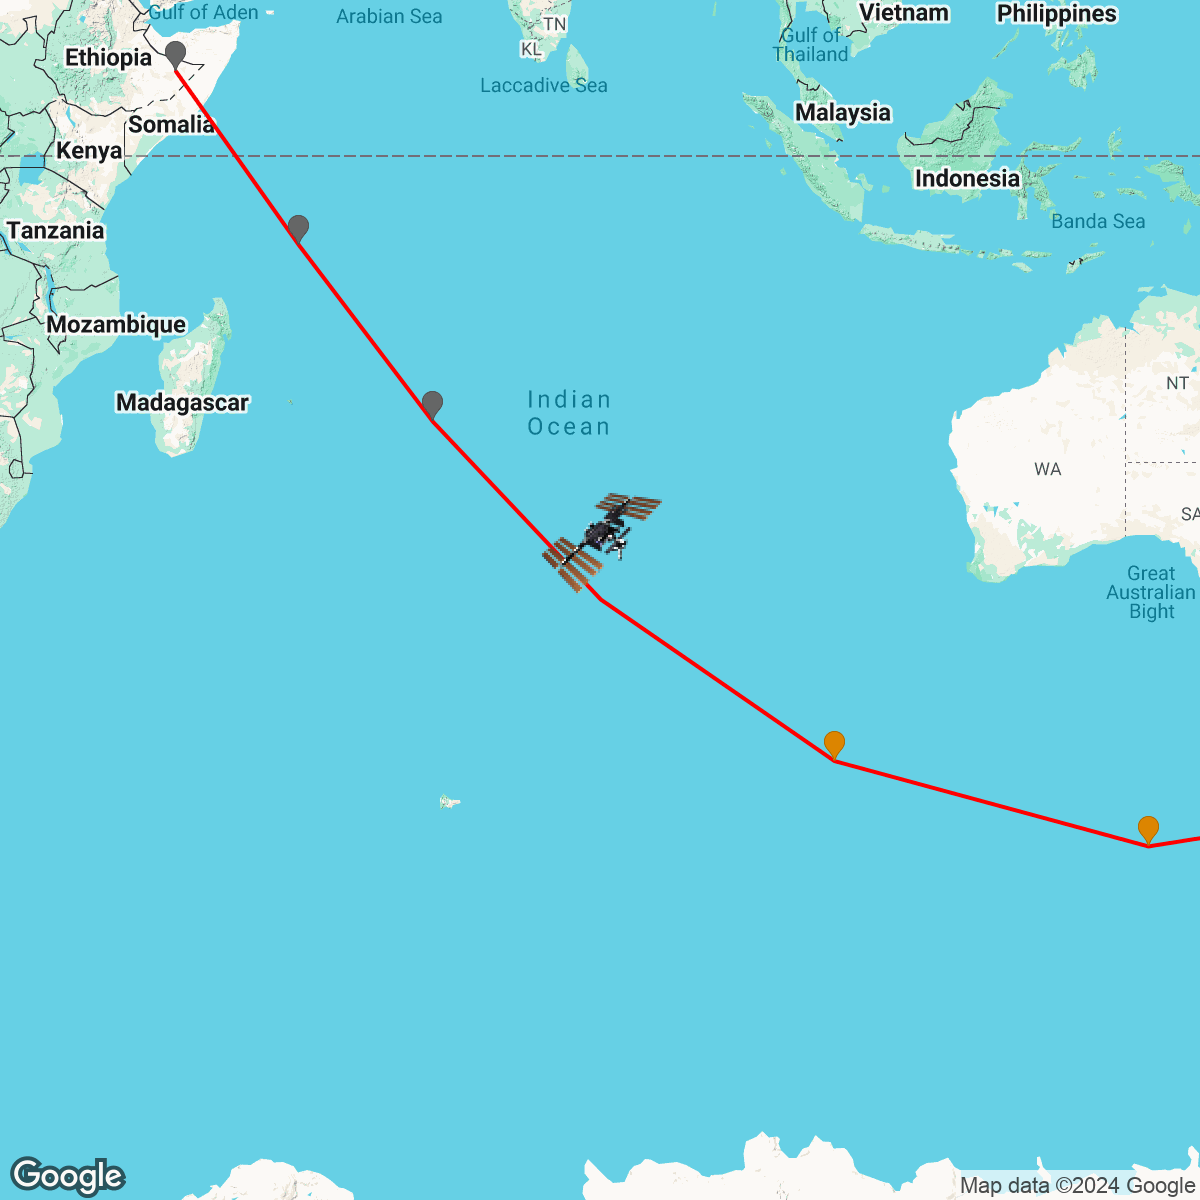 Gulf of Aden
Arabian Sea
TN
KL
Vietnam
Philippines
Gulf of
Thailand
Ethiopia
Laccadive Sea
Malaysia
Somalia
Kenya
Indonesia
Tanzania
Banda Sea
Mozambique
Madagascar
Indian
Ocean
NT
WA
SA
Great
Australian
Bight
Google
Map data ©2024 Google